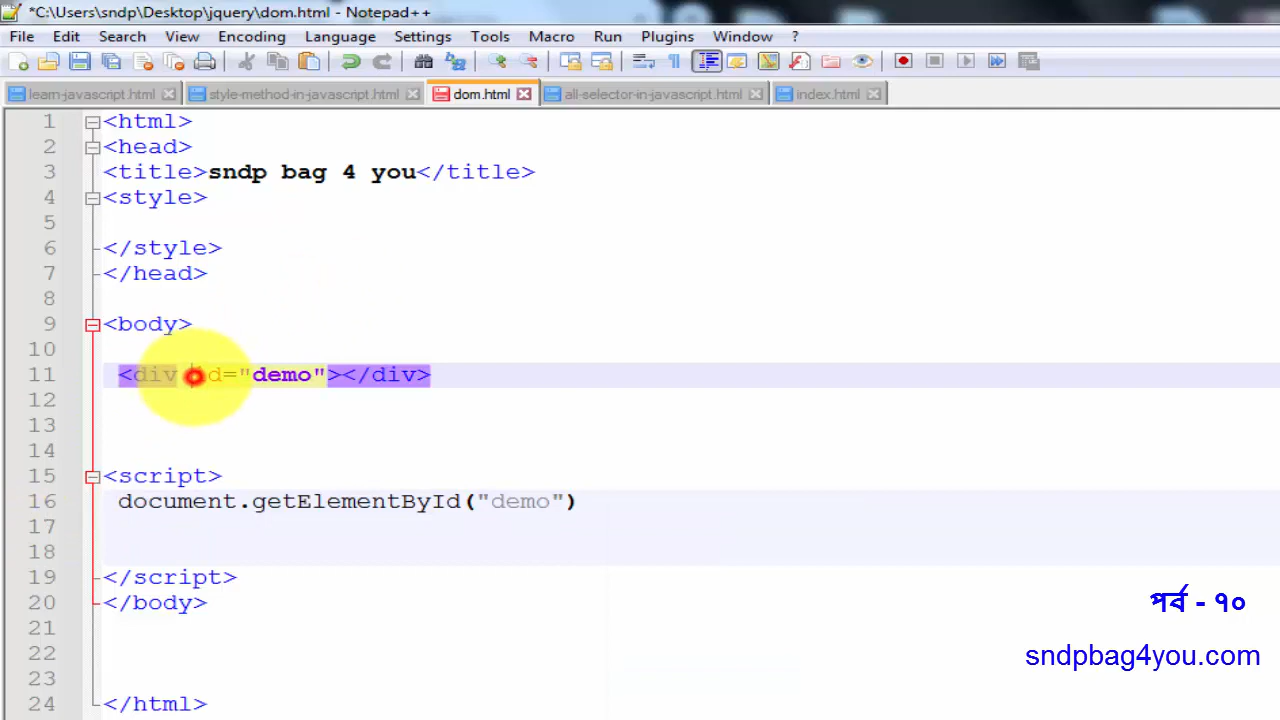 *C:\Users\sndp\Desktop\jquery\dom.html - Notepad++
File Edit Search View Encoding Language Settings Tools Macro Run Plugins Window ?
learn-javascript.html style-method-in-javascript.html dom.html all-selector-in-javascript.html index.html
1 <html>
2 <head>
3 <title>sndp bag 4 you</title>
4 <style>
5
6 </style>
7 </head>
8
9 <body>
10
11 <div id="demo"></div>
12
13
14
15 <script>
16 document.getElementById("demo")
17
18
19 </script>
20 </body>
21
22
23
24 </html>
পর্ব - ১০
sndpbag4you.com